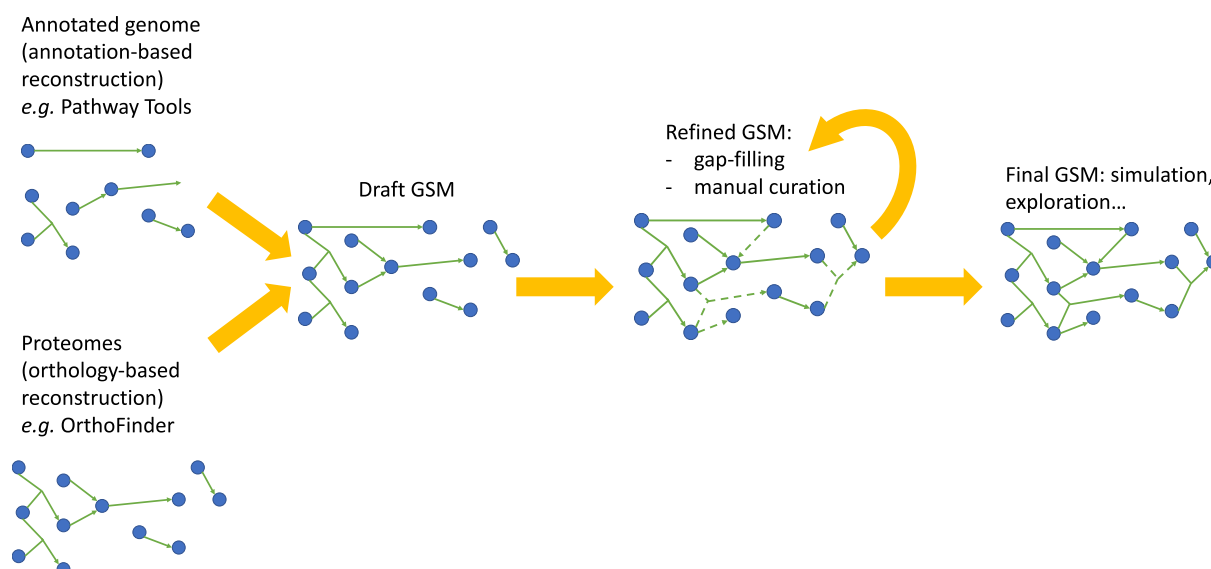 Annotated genome
(annotation-based
reconstruction)
e.g. Pathway Tools
Proteomes
(orthology-based
reconstruction)
e.g. OrthoFinder
Draft GSM
Refined GSM:
- gap-filling
- manual curation
Final GSM: simulation,
exploration...